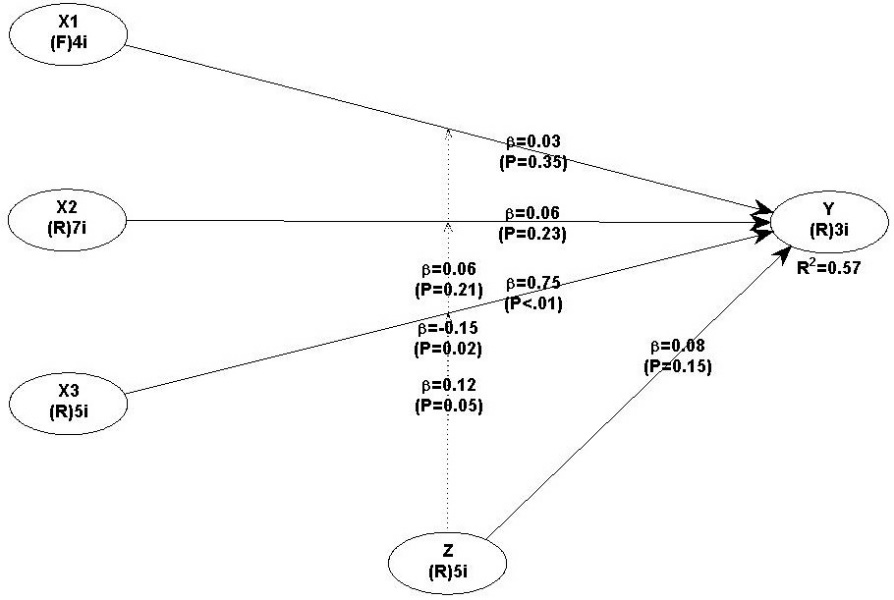 X1
(F)4i
β=0.03
(P=0.35)
X2
(R)7i
β=0.06
(P=0.23)
Y
(R)3i
R²=0.57
β=0.06
(P=0.21)
β=0.75
(P<.01)
β=-0.15
(P=0.02)
β=0.08
(P=0.15)
X3
(R)5i
β=0.12
(P=0.05)
Z
(R)5i